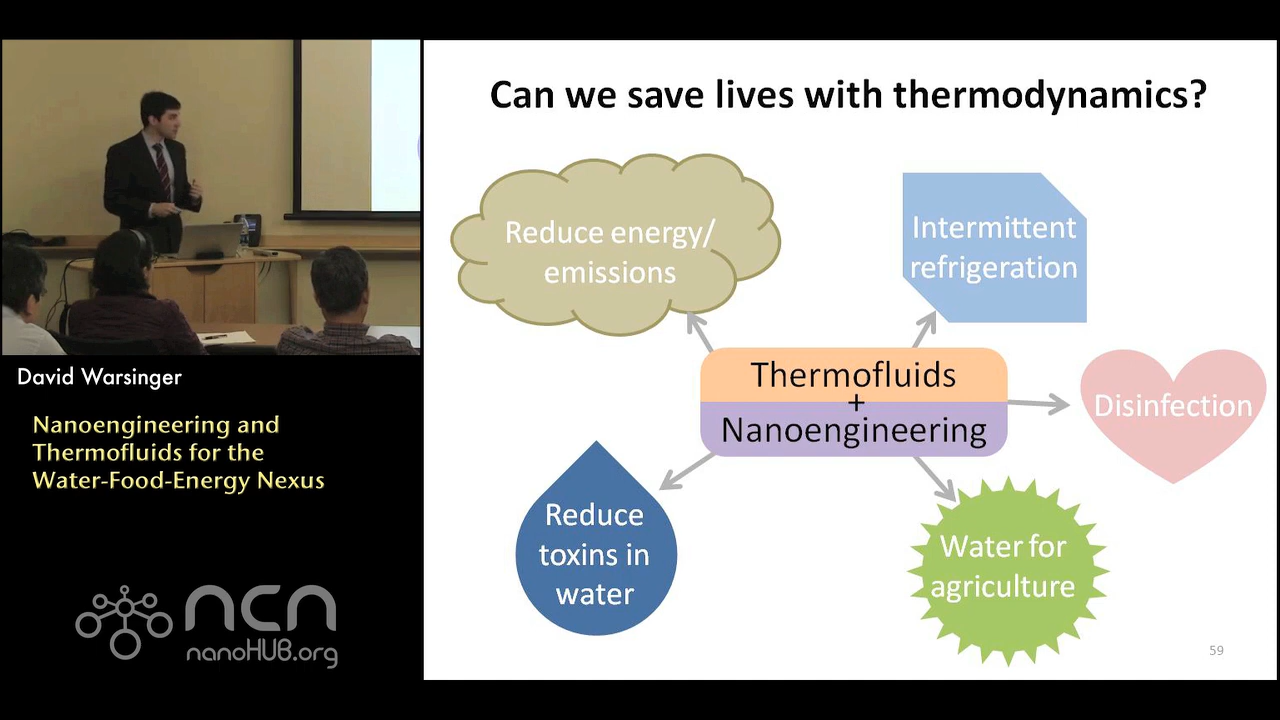 Can we save lives with thermodynamics?
Reduce energy/
emissions
Intermittent
refrigeration
Thermofluids
+
Nanoengineering
Disinfection
Reduce
toxins in
water
Water for
agriculture
59
David Warsinger
Nanoengineering and
Thermofluids for the
Water-Food-Energy Nexus
ncn
nanoHUB.org